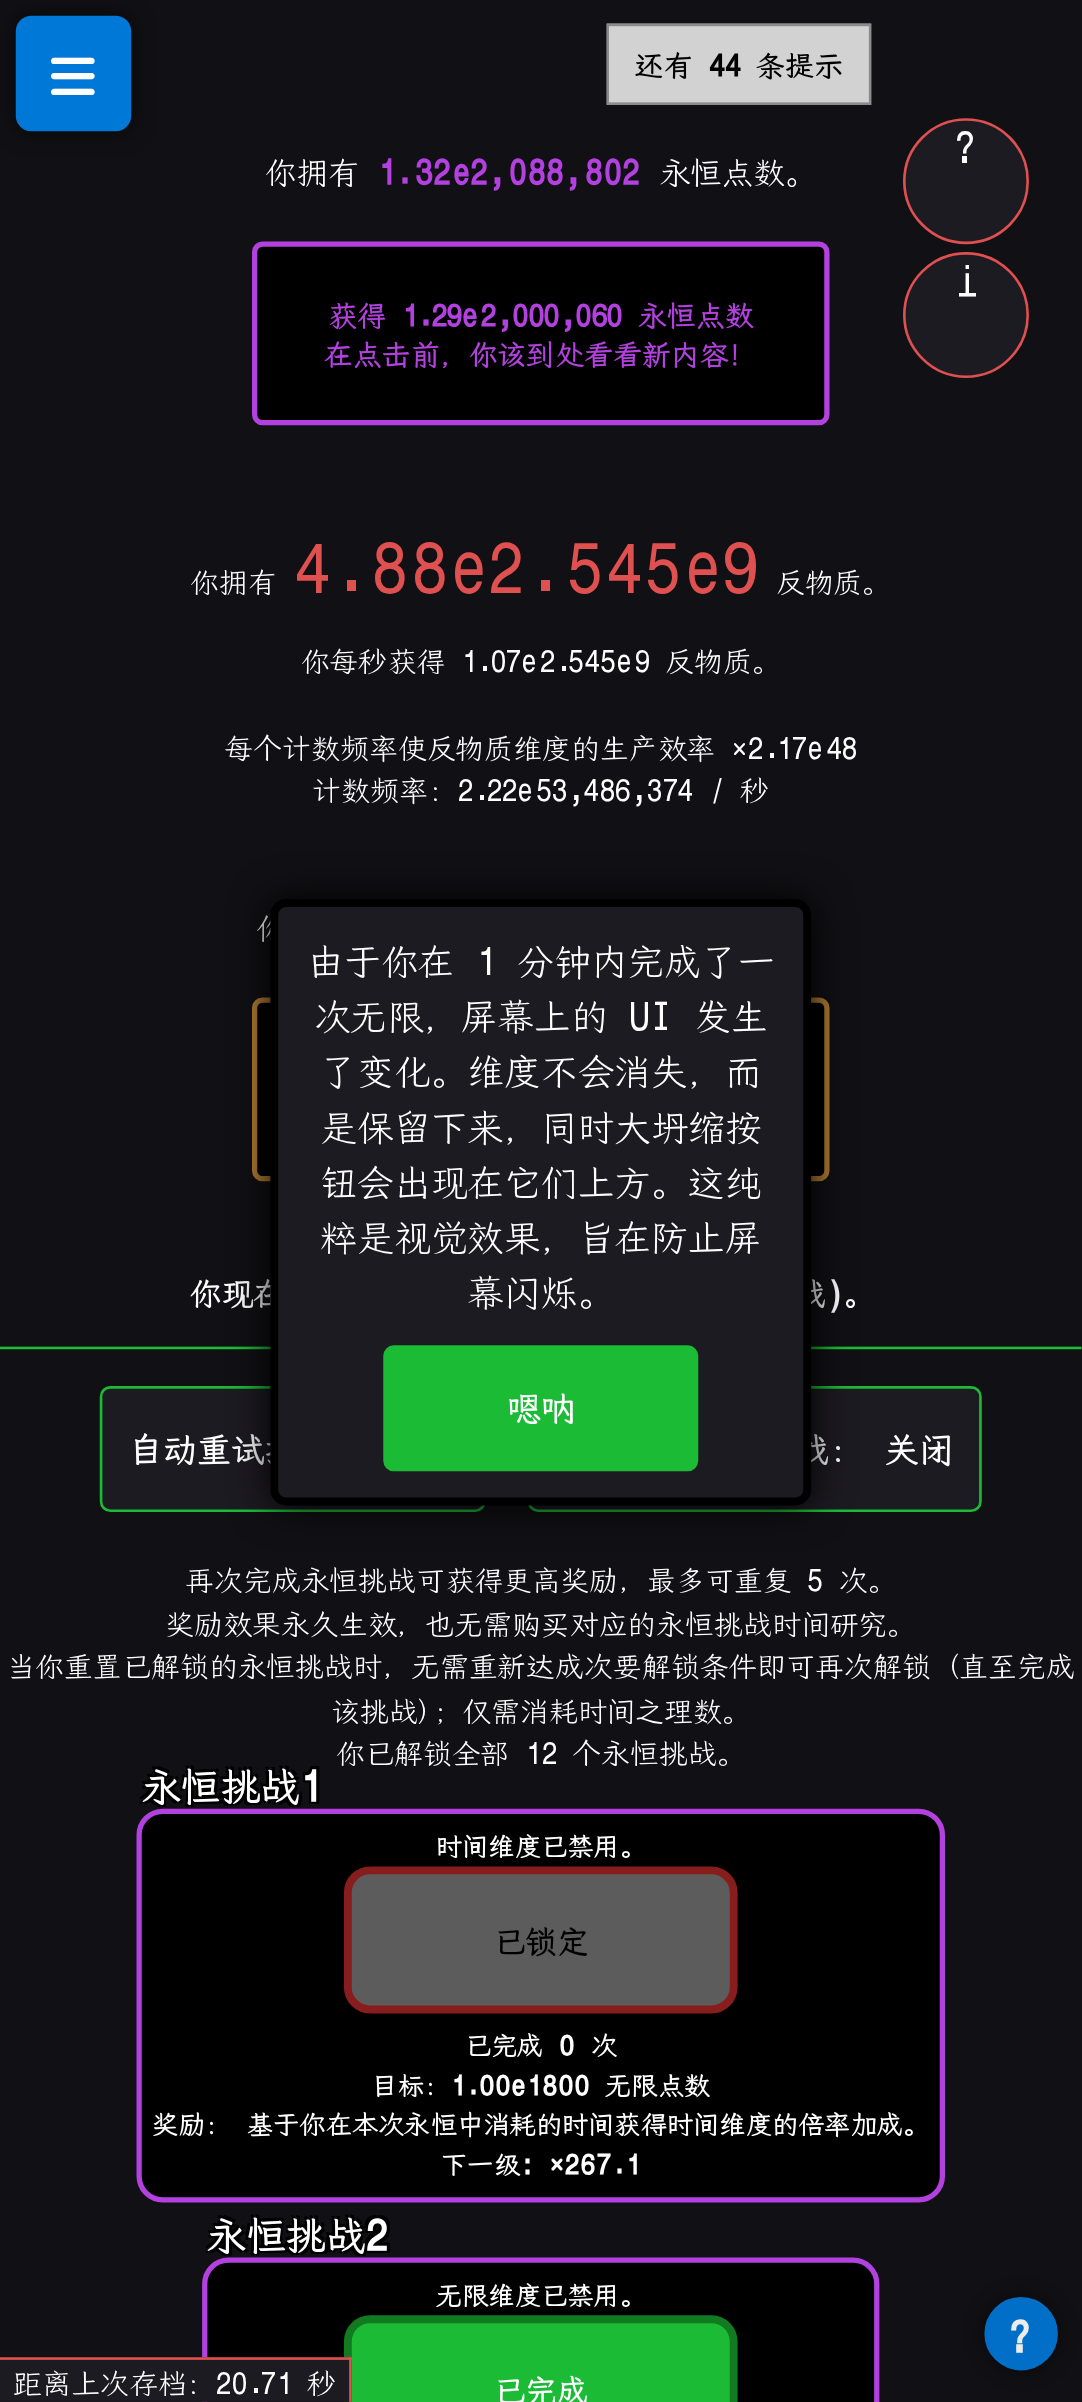 还有 44 条提示
?
i
你拥有 1.32e2,088,802 永恒点数。
获得 1.29e2,000,060 永恒点数
在点击前，你该到处看看新内容！
你拥有 4.88e2.545e9 反物质。
你每秒获得 1.07e2.545e9 反物质。
每个计数频率使反物质维度的生产效率 ×2.17e48
计数频率：2.22e53,486,374 / 秒
由于你在 1 分钟内完成了一
次无限，屏幕上的 UI 发生
了变化。维度不会消失，而
是保留下来，同时大坍缩按
钮会出现在它们上方。这纯
粹是视觉效果，旨在防止屏
幕闪烁。
你现在 )。
嗯呐
自动重试 ： 关闭
再次完成永恒挑战可获得更高奖励，最多可重复 5 次。
奖励效果永久生效，也无需购买对应的永恒挑战时间研究。
当你重置已解锁的永恒挑战时，无需重新达成次要解锁条件即可再次解锁（直至完成
该挑战）；仅需消耗时间之理数。
你已解锁全部 12 个永恒挑战。
永恒挑战1
时间维度已禁用。
已锁定
已完成 0 次
目标：1.00e1800 无限点数
奖励： 基于你在本次永恒中消耗的时间获得时间维度的倍率加成。
下一级: ×267.1
永恒挑战2
无限维度已禁用。
已完成
?
距离上次存档：20.71 秒